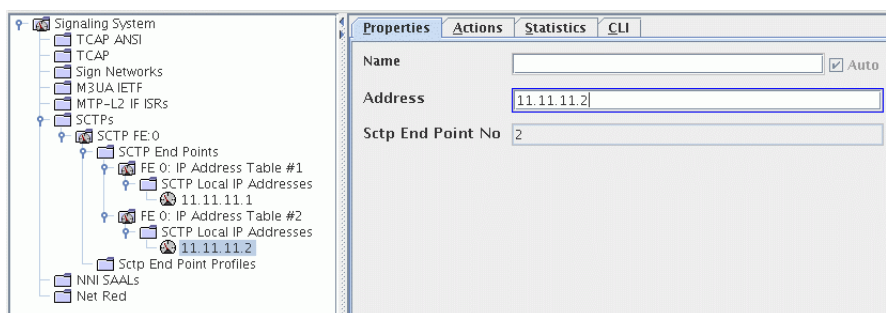 Signaling System
TCAP ANSI
TCAP
Sign Networks
M3UA IETF
MTP-L2 IF ISRs
SCTPs
SCTP FE:0
SCTP End Points
FE 0: IP Address Table #1
SCTP Local IP Addresses
11.11.11.1
FE 0: IP Address Table #2
SCTP Local IP Addresses
11.11.11.2
Sctp End Point Profiles
NNI SAALs
Net Red
Properties Actions Statistics CLI
Name Auto
Address 11.11.11.2
Sctp End Point No 2